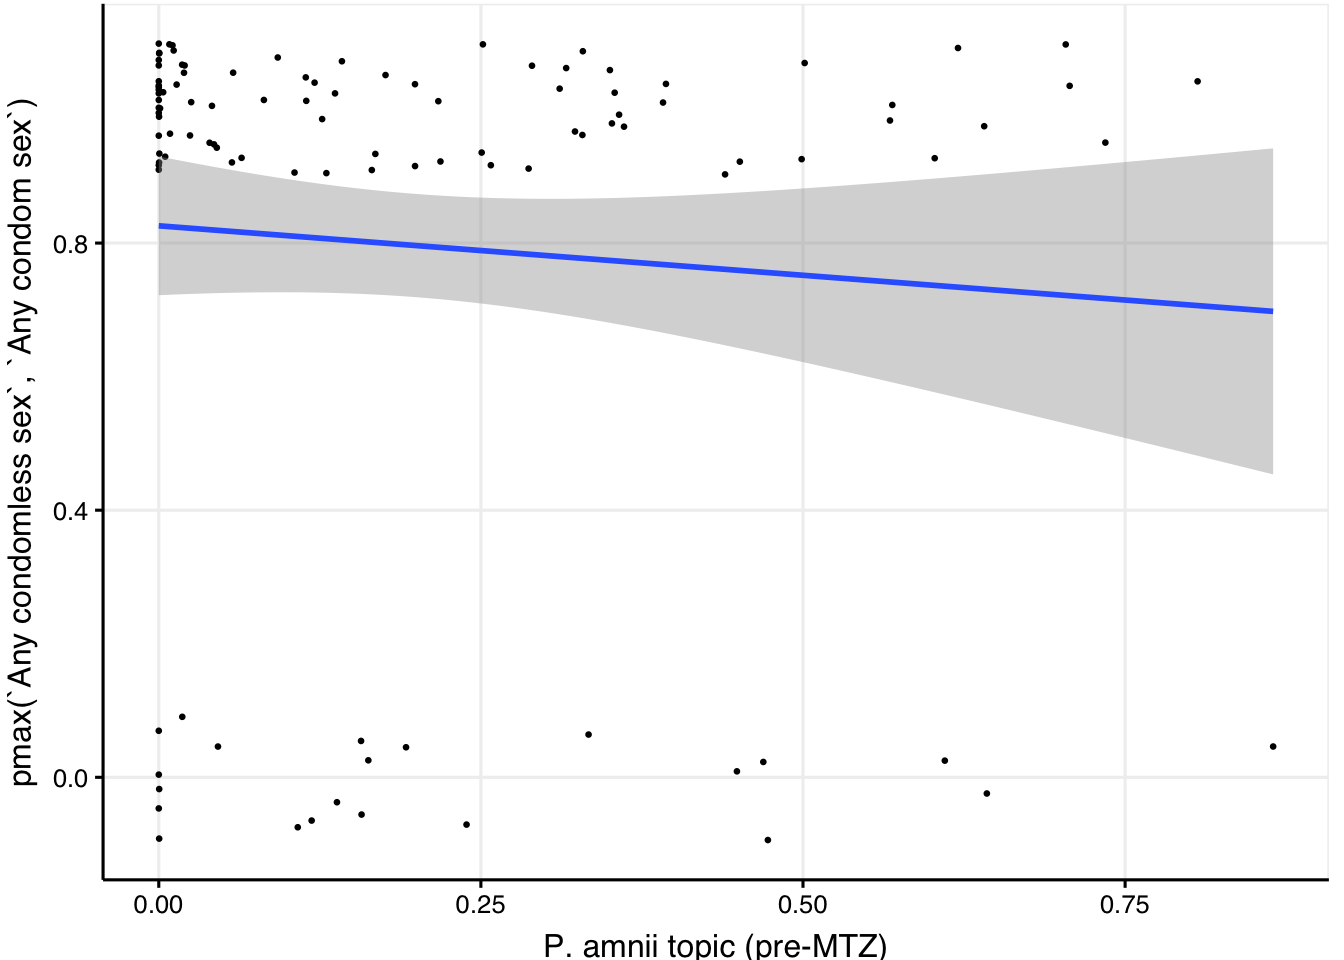 pmax(`Any condomless sex`, `Any condom sex`)
0.8
0.4
0.0
0.00 0.25 0.50 0.75
P. amnii topic (pre-MTZ)